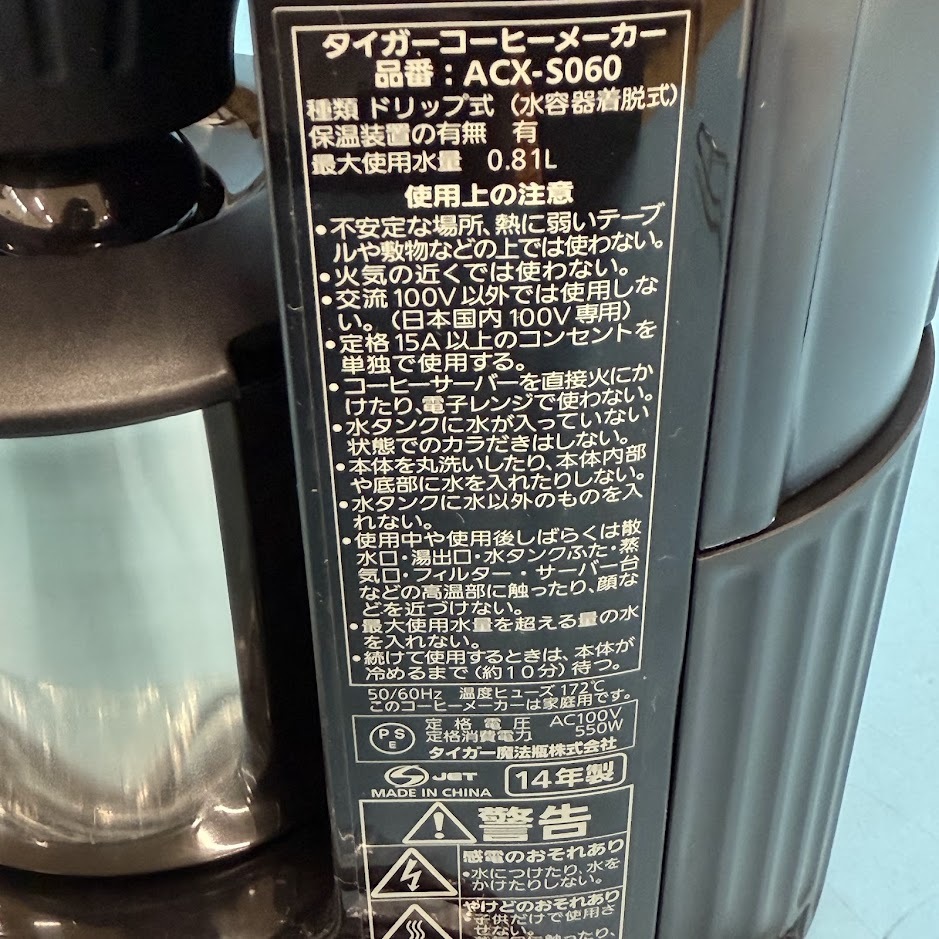 タイガーコーヒーメーカー
品番：ACX-S060
種類 ドリップ式（水容器着脱式）
保温装置の有無 有
最大使用水量 0.81L
使用上の注意
・不安定な場所、熱に弱いテーブ
ルや敷物などの上では使わない。
・火気の近くでは使わない。
・交流100V以外では使用しな
い。（日本国内100V専用）
・定格15A以上のコンセントを
単独で使用する。
・コーヒーサーバーを直接火にか
けたり、電子レンジで使わない。
・水タンクに水が入っていない
状態でのカラだきはしない。
・本体を丸洗いしたり、本体内部
や底部に水を入れたりしない。
・水タンクに水以外のものを入
れない。
・使用中や使用後しばらくは散
水口・湯出口・水タンクふた・蒸
気口・フィルター・サーバー台
などの高温部に触ったり、顔な
どを近づけない。
・最大使用水量を超える量の水
を入れない。
・続けて使用するときは、本体が
冷めるまで（約10分）待つ。
50/60Hz 温度ヒューズ172℃
このコーヒーメーカーは家庭用です。
PSE
定格電圧 AC100V
定格消費電力 550W
タイガー魔法瓶株式会社
JET 14年製
MADE IN CHINA
警告
感電のおそれあり
・水につけたり、水を
かけたりしない。
やけどのおそれあり
・子供だけで使用さ
せない。